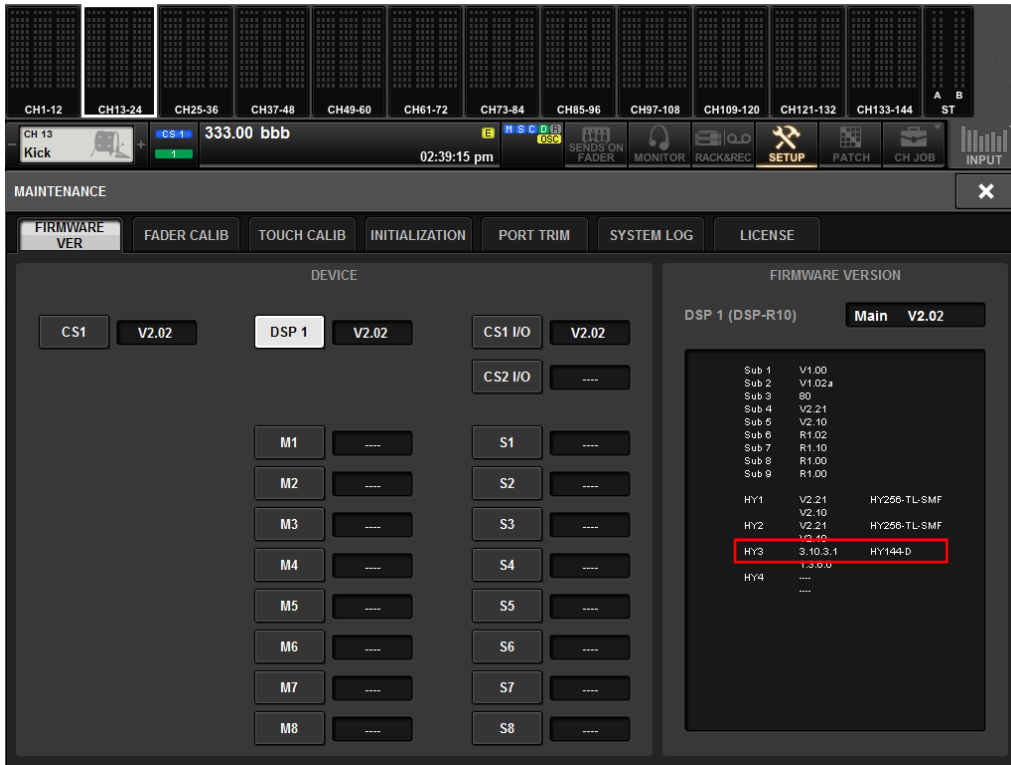 CH1-12 CH13-24 CH25-36 CH37-48 CH49-60 CH61-72 CH73-84 CH85-96 CH97-108 CH109-120 CH121-132 CH133-144 A B
ST
CH 13
Kick
CS 1
1
333.00 bbb
E
M S C D R
OSC
02:39:15 pm
SENDS ON
FADER
MONITOR
RACK&REC
SETUP
PATCH
CH JOB
INPUT
MAINTENANCE
FIRMWARE
VER
FADER CALIB
TOUCH CALIB
INITIALIZATION
PORT TRIM
SYSTEM LOG
LICENSE
DEVICE
CS1 V2.02 DSP 1 V2.02 CS1 I/O V2.02
CS2 I/O ----
M1 ---- S1 ----
M2 ---- S2 ----
M3 ---- S3 ----
M4 ---- S4 ----
M5 ---- S5 ----
M6 ---- S6 ----
M7 ---- S7 ----
M8 ---- S8 ----
FIRMWARE VERSION
DSP 1 (DSP-R10) Main V2.02
Sub 1 V1.00
Sub 2 V1.02a
Sub 3 80
Sub 4 V2.21
Sub 5 V2.10
Sub 6 R1.02
Sub 7 R1.10
Sub 8 R1.00
Sub 9 R1.00
HY1 V2.21 HY256-TL-SMF
V2.10
HY2 V2.21 HY256-TL-SMF
V2.10
HY3 3.10.3.1 HY144-D
1.3.6.0
HY4 ----
----